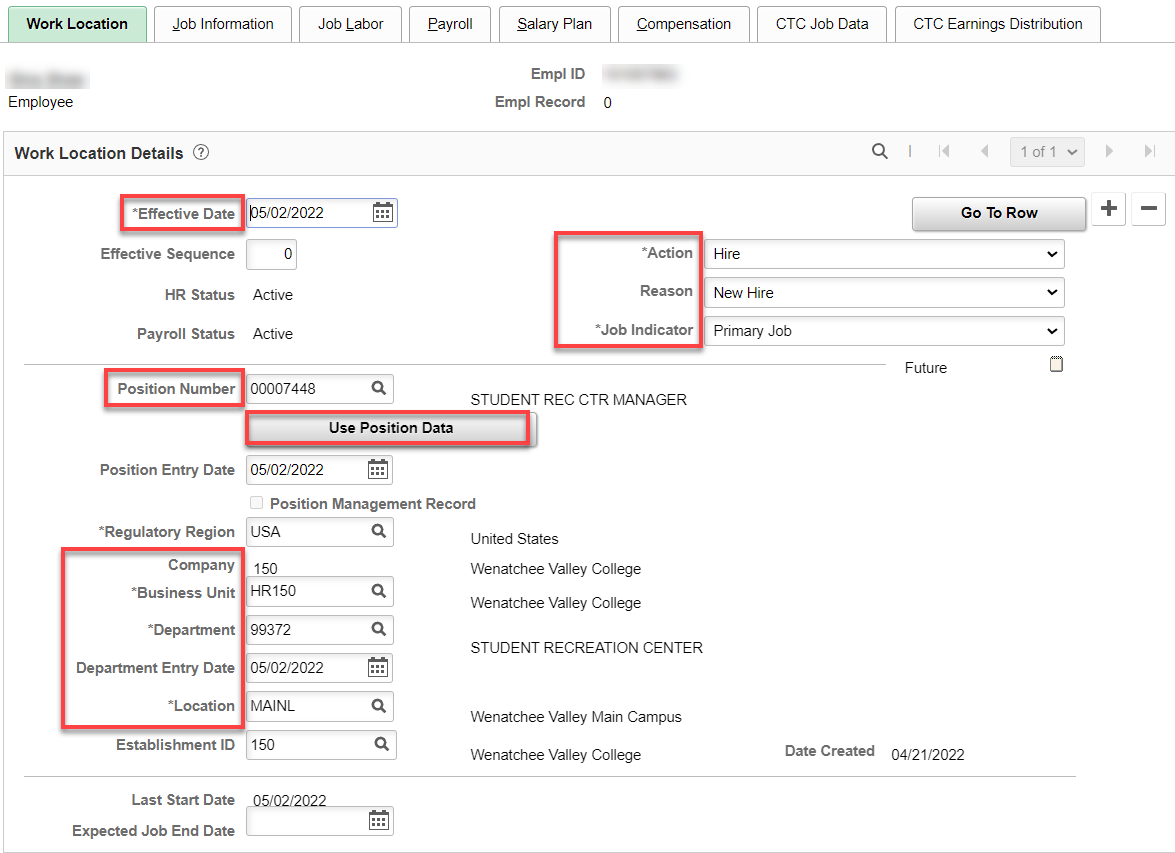 Work Location Job Information Job Labor Payroll Salary Plan Compensation CTC Job Data CTC Earnings Distribution
Empl ID
Employee Empl Record 0
Work Location Details ? 1 of 1
*Effective Date 05/02/2022 Go To Row
Effective Sequence 0 *Action Hire
HR Status Active Reason New Hire
Payroll Status Active *Job Indicator Primary Job
Future
Position Number 00007448 STUDENT REC CTR MANAGER
Use Position Data
Position Entry Date 05/02/2022
Position Management Record
*Regulatory Region USA United States
Company 150 Wenatchee Valley College
*Business Unit HR150 Wenatchee Valley College
*Department 99372 STUDENT RECREATION CENTER
Department Entry Date 05/02/2022
*Location MAINL Wenatchee Valley Main Campus
Establishment ID 150 Wenatchee Valley College Date Created 04/21/2022
Last Start Date 05/02/2022
Expected Job End Date